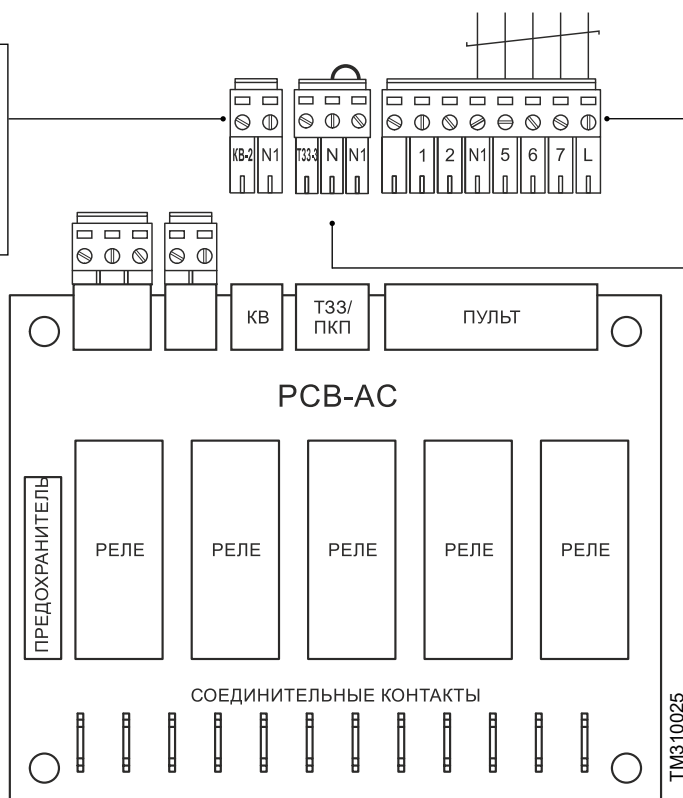 КВ-2 N1 ТЗЗ-3 N N1 1 2 N1 5 6 7 L
КВ
ТЗЗ/
ПКП
ПУЛЬТ
PCB-AC
ПРЕДОХРАНИТЕЛЬ
РЕЛЕ РЕЛЕ РЕЛЕ РЕЛЕ РЕЛЕ
СОЕДИНИТЕЛЬНЫЕ КОНТАКТЫ
TM310025